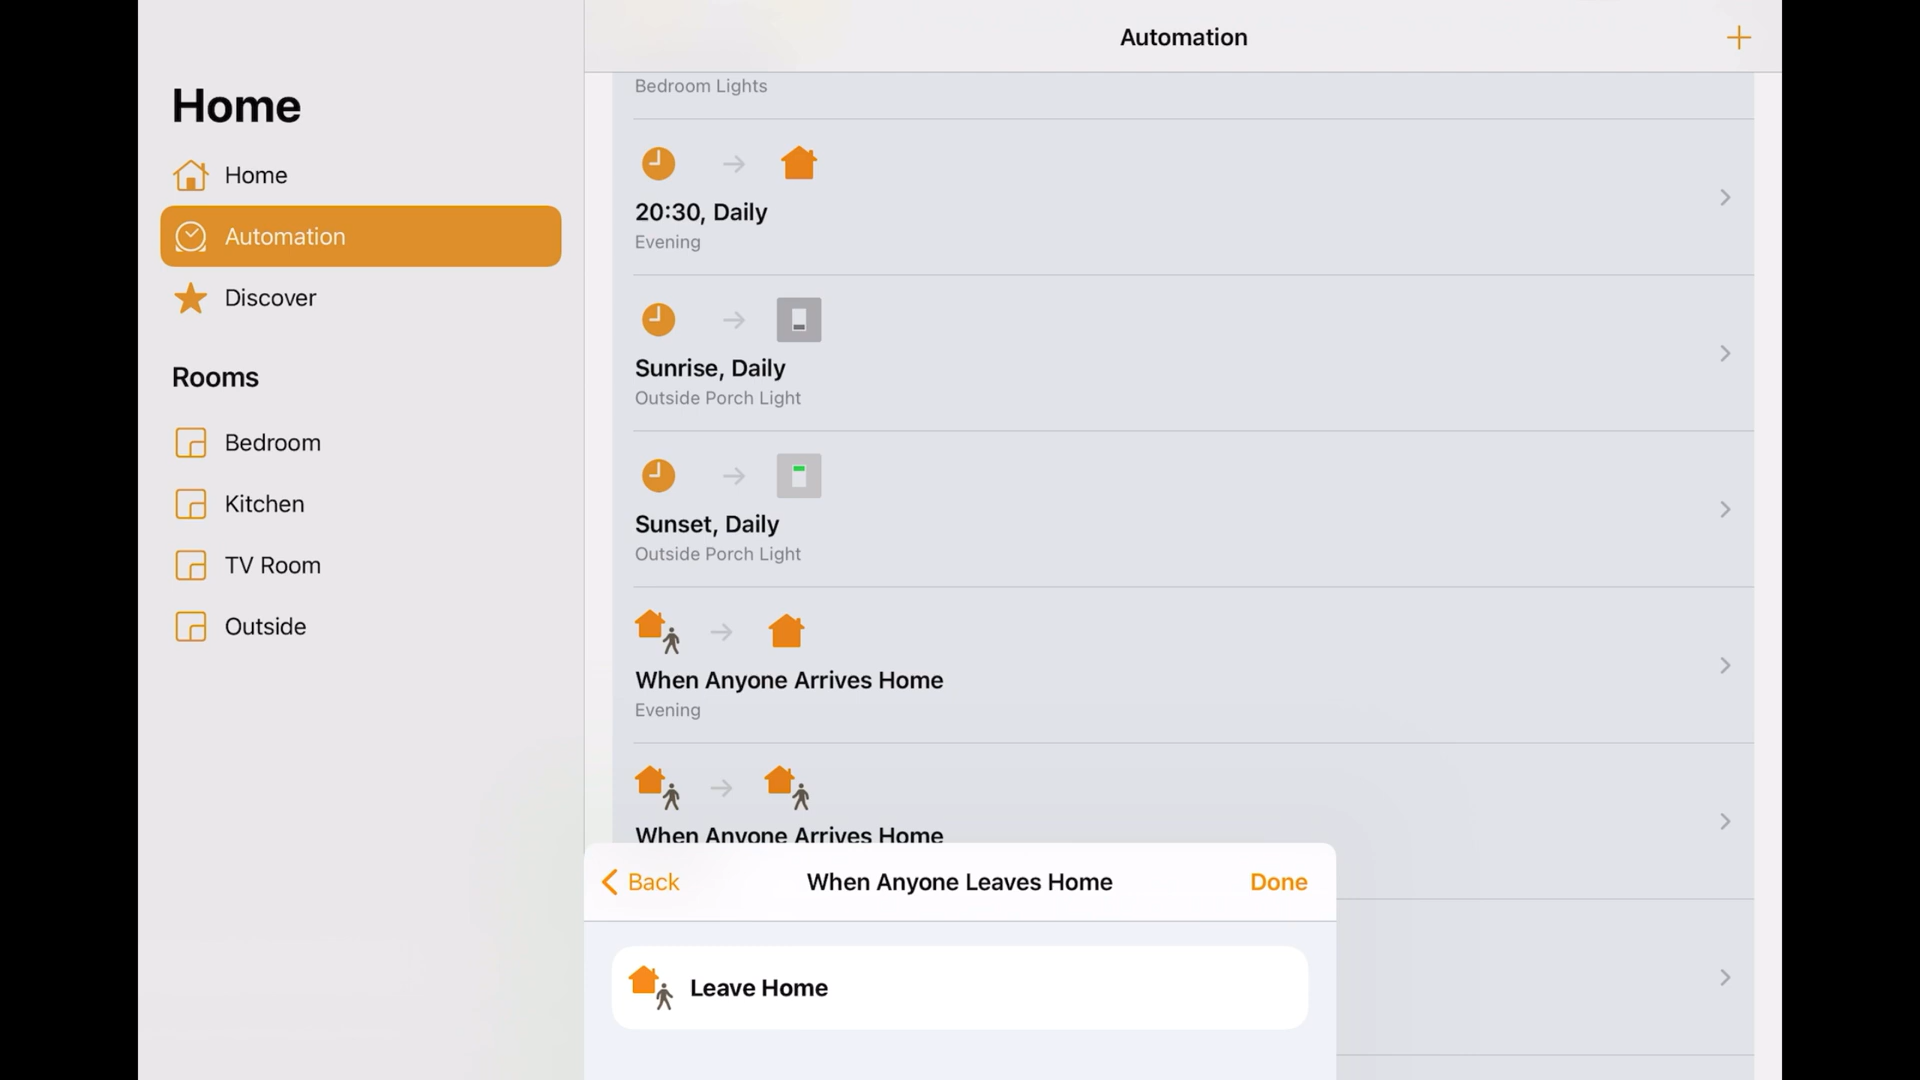 Home
Home
Automation
Discover
Rooms
Bedroom
Kitchen
TV Room
Outside
Automation
Bedroom Lights
20:30, Daily
Evening
Sunrise, Daily
Outside Porch Light
Sunset, Daily
Outside Porch Light
When Anyone Arrives Home
Evening
When Anyone Arrives Home
Back
When Anyone Leaves Home
Done
Leave Home